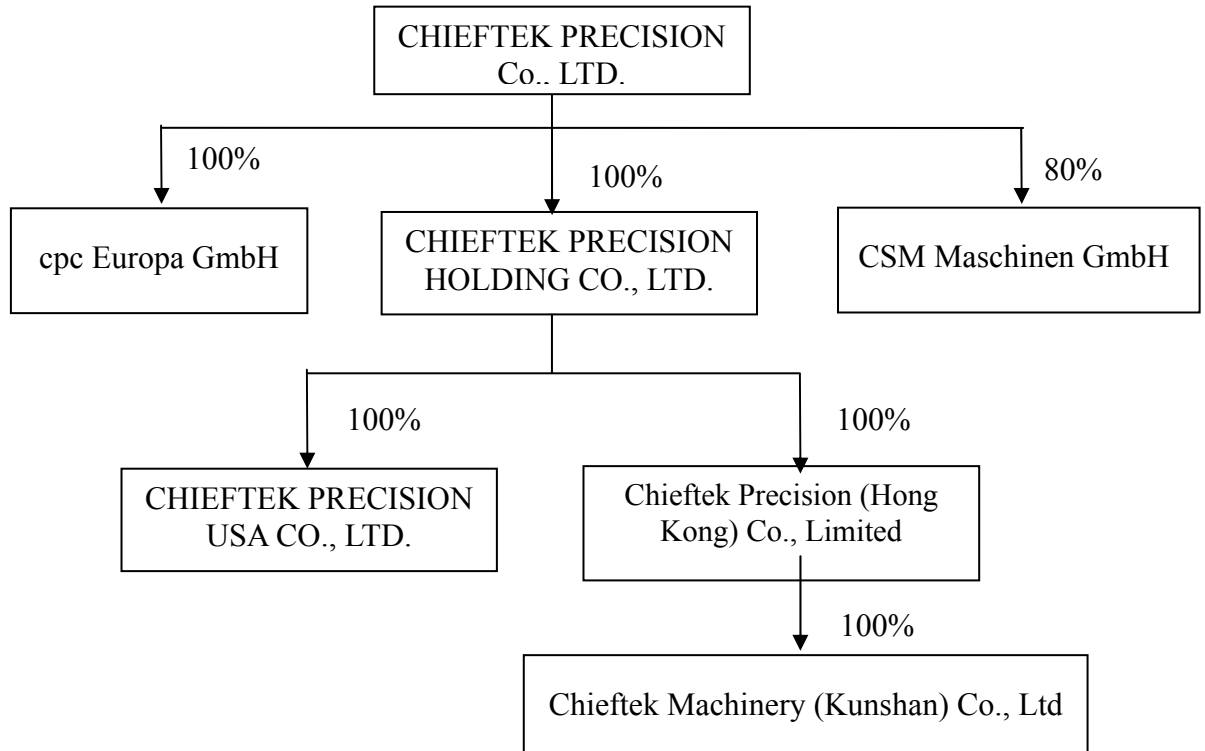 CHIEFTEK PRECISION
Co., LTD.
100%
100%
80%
cpc Europa GmbH
CHIEFTEK PRECISION
HOLDING CO., LTD.
CSM Maschinen GmbH
100%
100%
CHIEFTEK PRECISION
USA CO., LTD.
Chieftek Precision (Hong
Kong) Co., Limited
100%
Chieftek Machinery (Kunshan) Co., Ltd